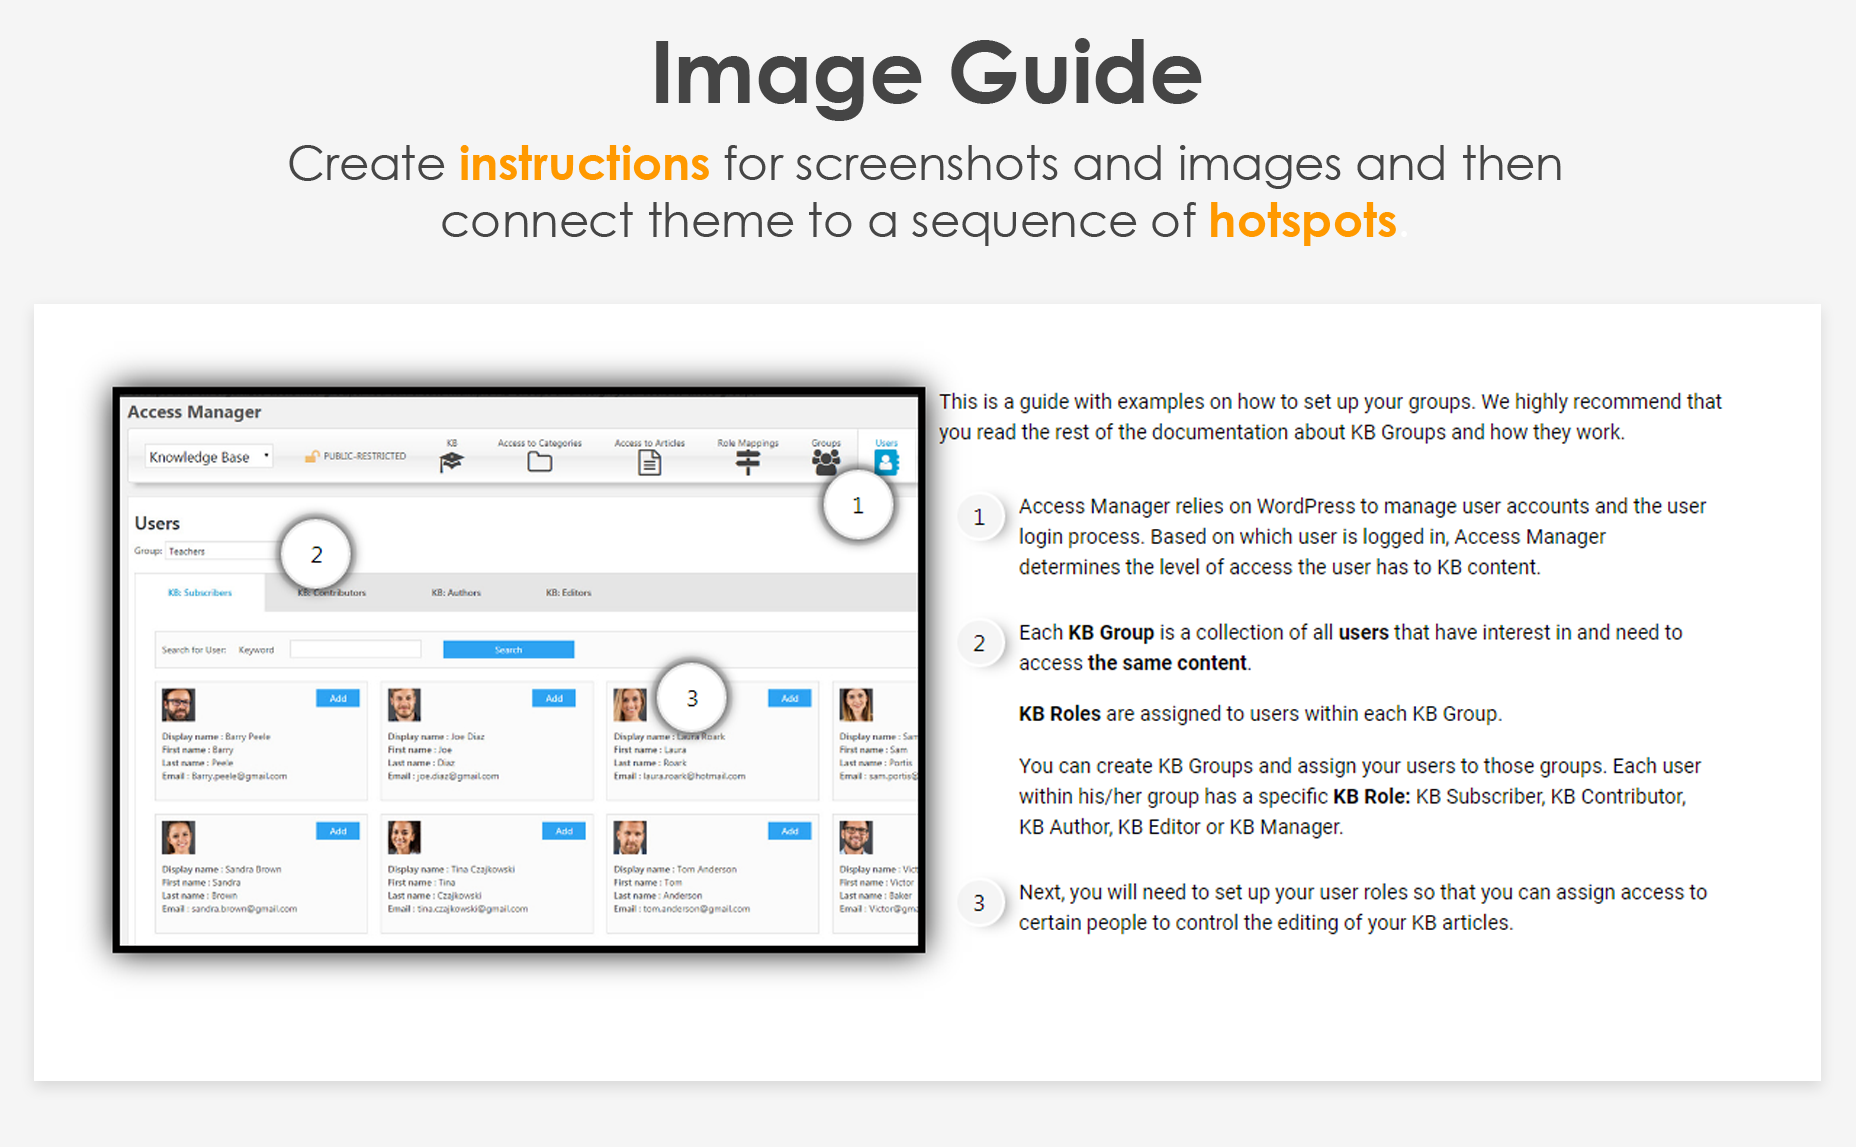 Image Guide
Create instructions for screenshots and images and then
connect theme to a sequence of hotspots.
Access Manager
Knowledge Base
PUBLIC-RESTRICTED
KB
Access to Categories
Access to Articles
Role Mappings
Groups
Users
1
Users
Group: Teachers
2
KB: Subscribers
KB: Contributors
KB: Authors
KB: Editors
Search for User: Keyword
Search
3
Add
Display name : Barry Peele
First name : Barry
Last name : Peele
Email : Barry.peele@gmail.com
Add
Display name : Joe Diaz
First name : Joe
Last name : Diaz
Email : joe.diaz@gmail.com
Add
Display name : Laura Roark
First name : Laura
Last name : Roark
Email : laura.roark@hotmail.com
Display name : Sam
First name : Sam
Last name : Portis
Email : sam.portis@
Add
Display name : Sandra Brown
First name : Sandra
Last name : Brown
Email : sandra.brown@gmail.com
Add
Display name : Tina Czajkowski
First name : Tina
Last name : Czajkowski
Email : tina.czajkowski@gmail.com
Add
Display name : Tom Anderson
First name : Tom
Last name : Anderson
Email : tom.anderson@gmail.com
Display name : Vict
First name : Victor
Last name : Baker
Email : Victor@gma
This is a guide with examples on how to set up your groups. We highly recommend that
you read the rest of the documentation about KB Groups and how they work.
1
Access Manager relies on WordPress to manage user accounts and the user
login process. Based on which user is logged in, Access Manager
determines the level of access the user has to KB content.
2
Each KB Group is a collection of all users that have interest in and need to
access the same content.
KB Roles are assigned to users within each KB Group.
You can create KB Groups and assign your users to those groups. Each user
within his/her group has a specific KB Role: KB Subscriber, KB Contributor,
KB Author, KB Editor or KB Manager.
3
Next, you will need to set up your user roles so that you can assign access to
certain people to control the editing of your KB articles.